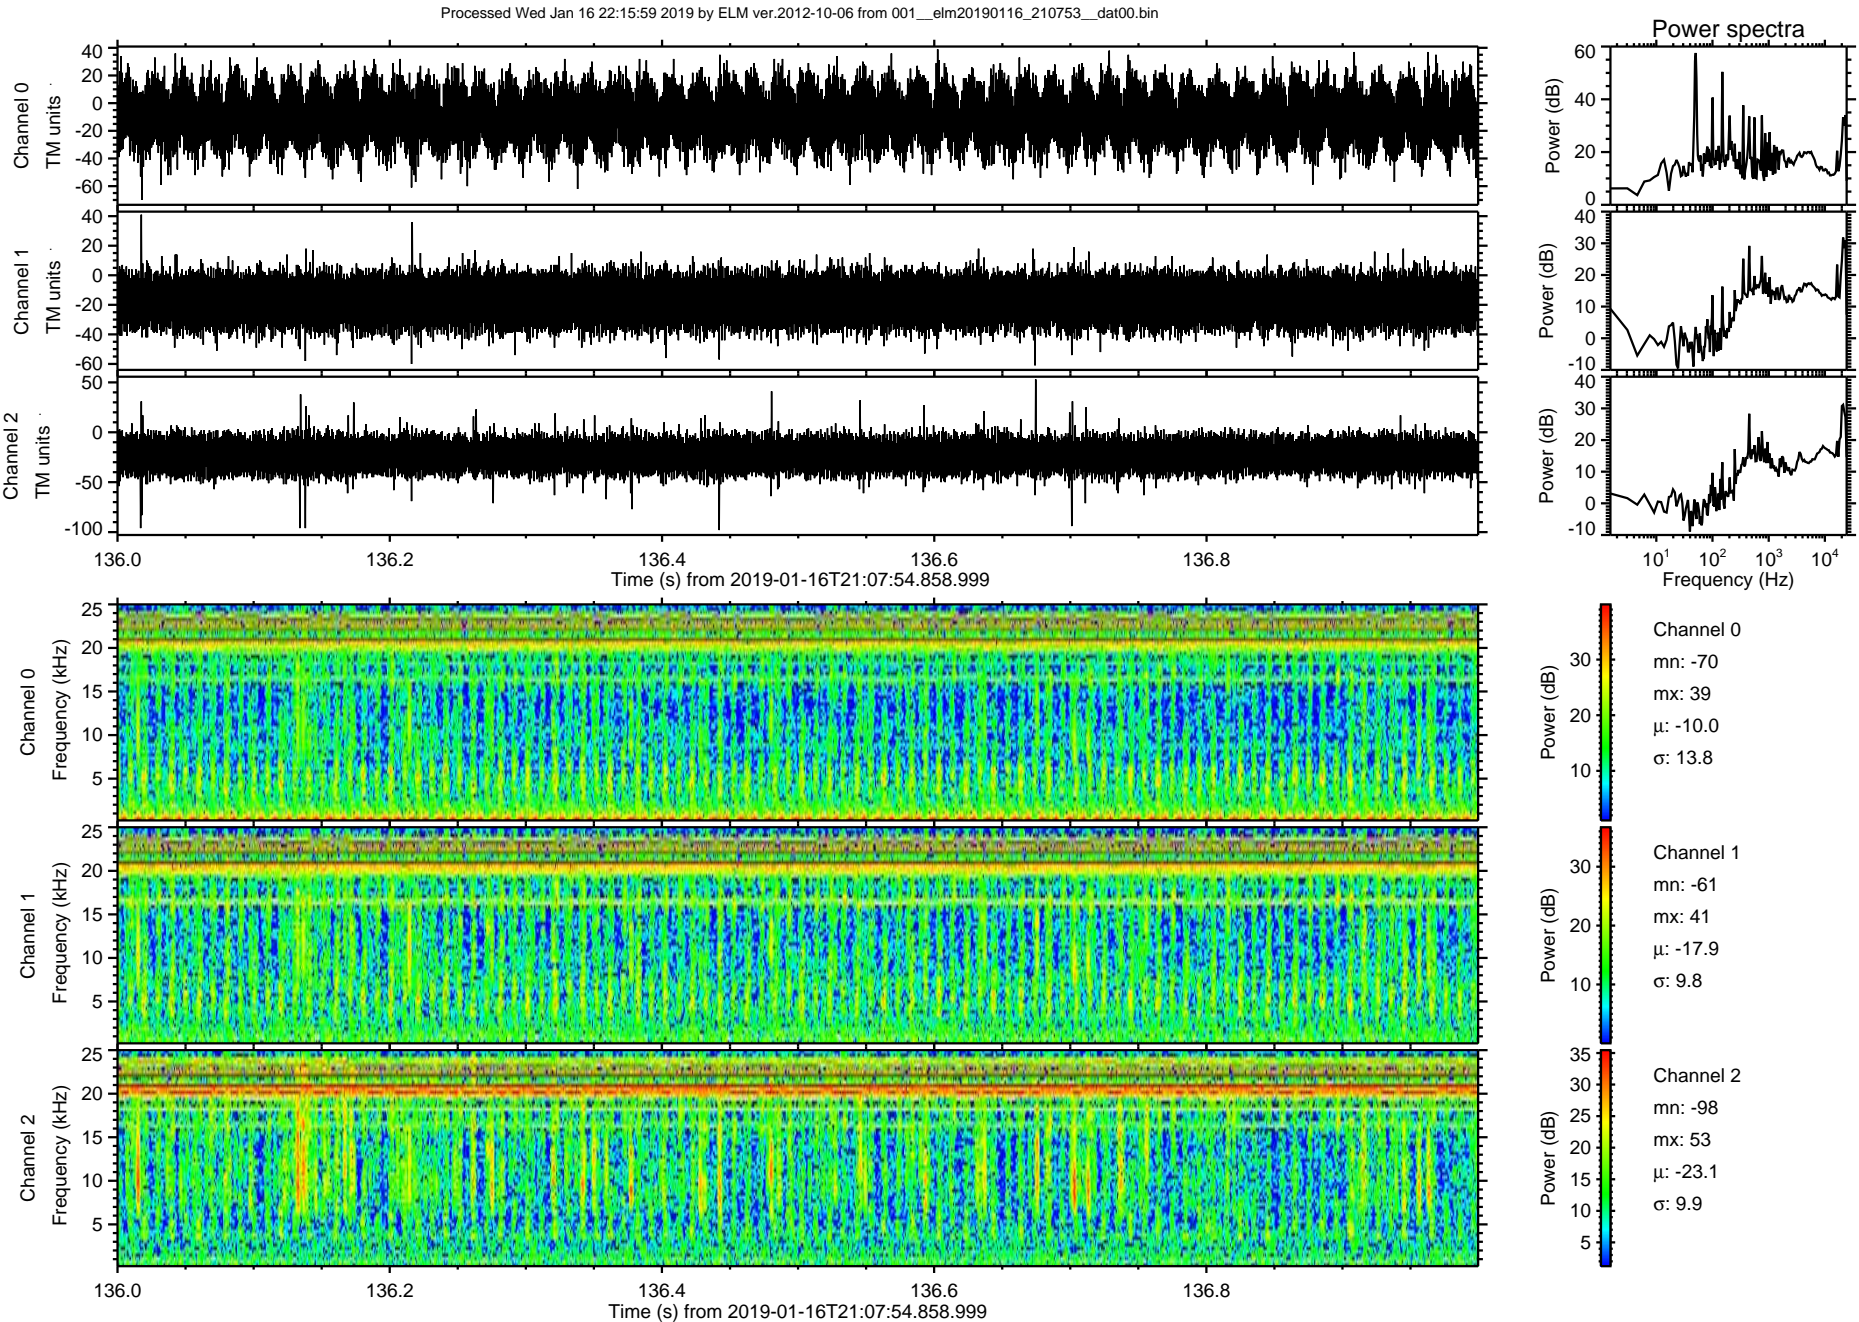 Processed Wed Jan 16 22:15:59 2019 by ELM ver.2012-10-06 from 001__elm20190116_210753__dat00.bin
Power spectra
Channel 0
TM units
40
20
0
-20
-40
-60
Power (dB)
60
40
20
0
Channel 1
TM units
40
20
0
-20
-40
-60
Power (dB)
40
30
20
10
0
-10
Channel 2
TM units
50
0
-50
-100
Power (dB)
40
30
20
10
0
-10
136.0 136.2 136.4 136.6 136.8
Time (s) from 2019-01-16T21:07:54.858.999
10¹ 10² 10³ 10⁴
Frequency (Hz)
Channel 0
Frequency (kHz)
25
20
15
10
5
Power (dB)
30
20
10
Channel 0
mn: -70
mx: 39
μ: -10.0
σ: 13.8
Channel 1
Frequency (kHz)
25
20
15
10
5
Power (dB)
30
20
10
Channel 1
mn: -61
mx: 41
μ: -17.9
σ: 9.8
Channel 2
Frequency (kHz)
25
20
15
10
5
Power (dB)
35
30
25
20
15
10
5
Channel 2
mn: -98
mx: 53
μ: -23.1
σ: 9.9
136.0 136.2 136.4 136.6 136.8
Time (s) from 2019-01-16T21:07:54.858.999